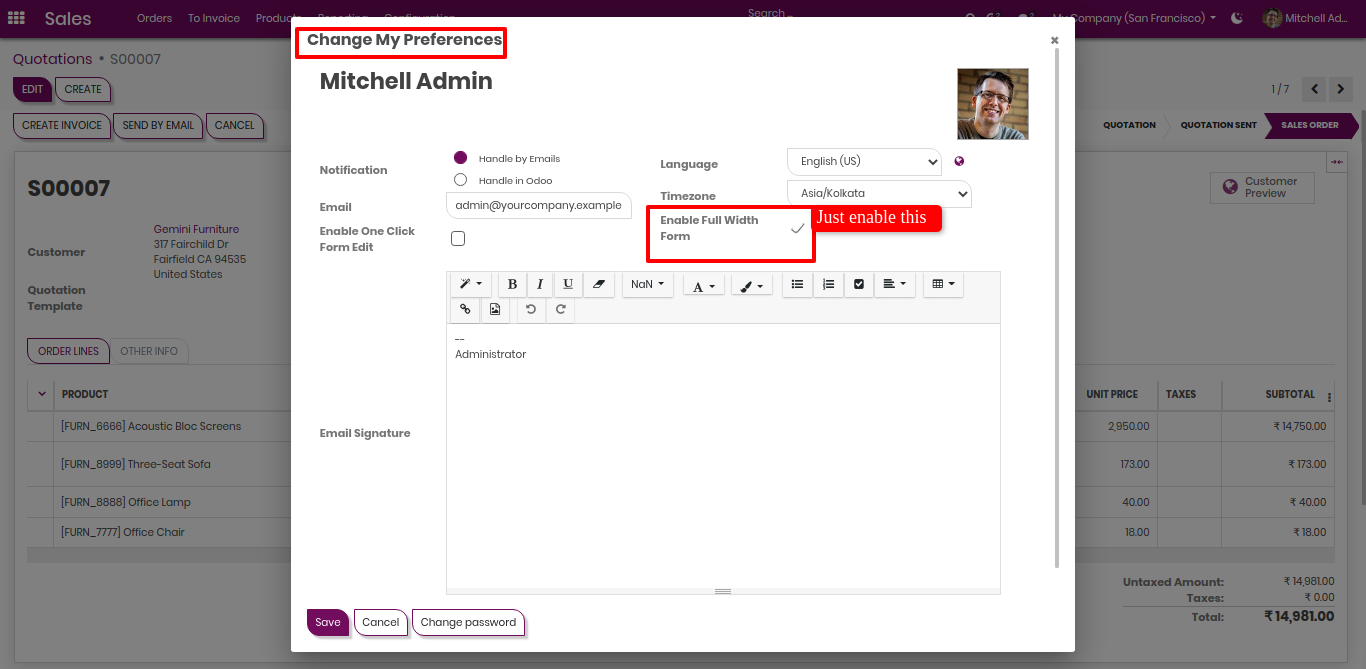 Sales
Orders
To Invoice
Products
Reporting
Configuration
Search
My Company (San Francisco)
Mitchell Ad...
Quotations • S00007
EDIT
CREATE
1 / 7
CREATE INVOICE
SEND BY EMAIL
CANCEL
QUOTATION
QUOTATION SENT
SALES ORDER
S00007
Customer
Preview
Customer
Gemini Furniture
317 Fairchild Dr
Fairfield CA 94535
United States
Quotation
Template
ORDER LINES
OTHER INFO
PRODUCT
UNIT PRICE
TAXES
SUBTOTAL
[FURN_6666] Acoustic Bloc Screens
2,950.00
₹ 14,750.00
[FURN_8999] Three-Seat Sofa
173.00
₹ 173.00
[FURN_8888] Office Lamp
40.00
₹ 40.00
[FURN_7777] Office Chair
18.00
₹ 18.00
Untaxed Amount:
₹ 14,981.00
Taxes:
₹ 0.00
Total:
₹ 14,981.00
Change My Preferences
×
Mitchell Admin
Notification
Handle by Emails
Handle in Odoo
Language
English (US)
Timezone
Asia/Kolkata
Email
admin@yourcompany.example
Enable One Click
Form Edit
Enable Full Width
Form
Just enable this
B
I
U
NaN
A
--
Administrator
Email Signature
Save
Cancel
Change password